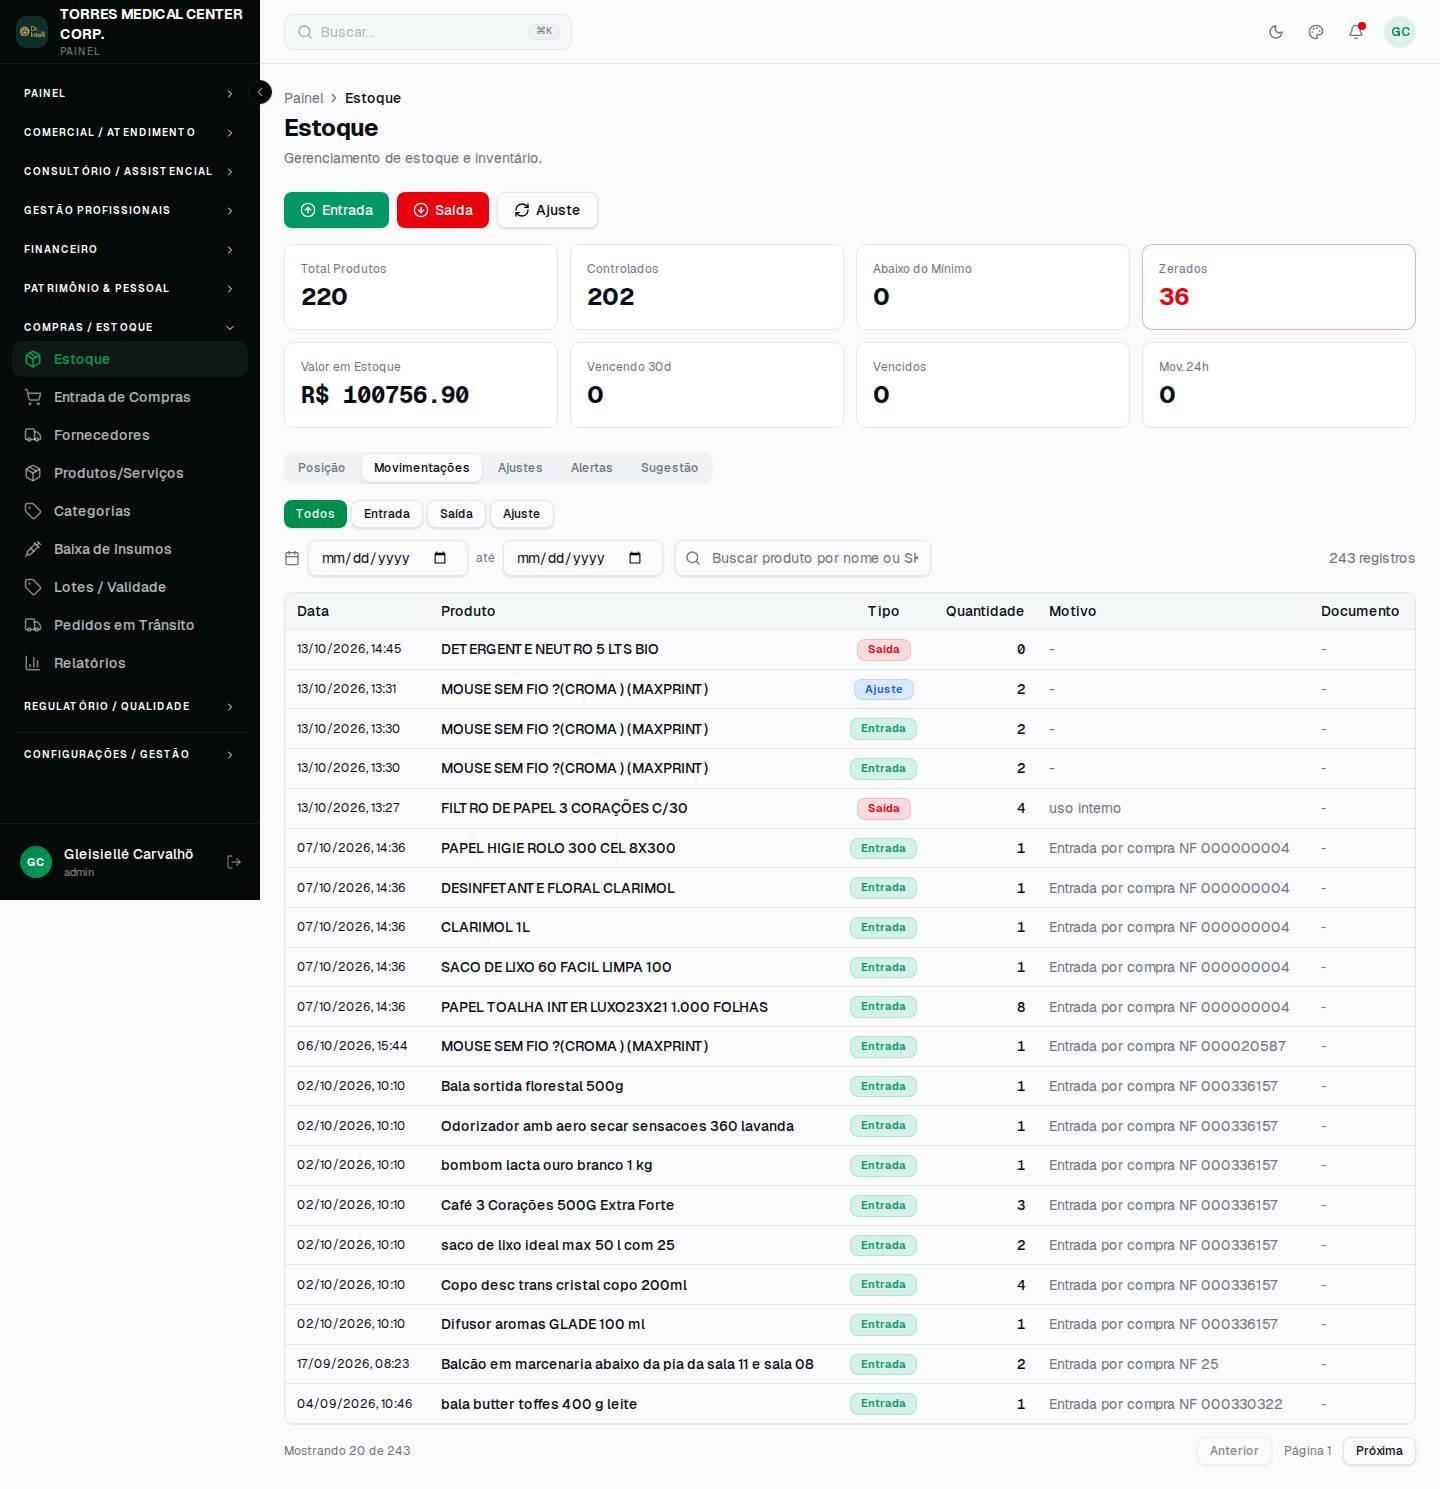 TORRES MEDICAL CENTER CORP.
PAINEL
Buscar...
⌘K
GC
PAINEL
COMERCIAL / ATENDIMENTO
CONSULTÓRIO / ASSISTENCIAL
GESTÃO PROFISSIONAIS
FINANCEIRO
PATRIMÔNIO & PESSOAL
COMPRAS / ESTOQUE
Estoque
Entrada de Compras
Fornecedores
Produtos/Serviços
Categorias
Baixa de Insumos
Lotes / Validade
Pedidos em Trânsito
Relatórios
REGULATÓRIO / QUALIDADE
CONFIGURAÇÕES / GESTÃO
GC
Gleisiellé Carvalhö
admin
Painel > Estoque
Estoque
Gerenciamento de estoque e inventário.
Entrada Saída Ajuste
Total Produtos
220
Controlados
202
Abaixo do Mínimo
0
Zerados
36
Valor em Estoque
R$ 100756.90
Vencendo 30d
0
Vencidos
0
Mov. 24h
0
Posição Movimentações Ajustes Alertas Sugestão
Todos Entrada Saída Ajuste
mm/dd/yyyy até mm/dd/yyyy Buscar produto por nome ou SK 243 registros
Data Produto Tipo Quantidade Motivo Documento
13/10/2026, 14:45 DETERGENTE NEUTRO 5 LTS BIO Saída 0 - -
13/10/2026, 13:31 MOUSE SEM FIO ?(CROMA ) (MAXPRINT) Ajuste 2 - -
13/10/2026, 13:30 MOUSE SEM FIO ?(CROMA ) (MAXPRINT) Entrada 2 - -
13/10/2026, 13:30 MOUSE SEM FIO ?(CROMA ) (MAXPRINT) Entrada 2 - -
13/10/2026, 13:27 FILTRO DE PAPEL 3 CORAÇÕES C/30 Saída 4 uso interno -
07/10/2026, 14:36 PAPEL HIGIE ROLO 300 CEL 8X300 Entrada 1 Entrada por compra NF 000000004 -
07/10/2026, 14:36 DESINFETANTE FLORAL CLARIMOL Entrada 1 Entrada por compra NF 000000004 -
07/10/2026, 14:36 CLARIMOL 1L Entrada 1 Entrada por compra NF 000000004 -
07/10/2026, 14:36 SACO DE LIXO 60 FACIL LIMPA 100 Entrada 1 Entrada por compra NF 000000004 -
07/10/2026, 14:36 PAPEL TOALHA INTER LUXO23X21 1.000 FOLHAS Entrada 8 Entrada por compra NF 000000004 -
06/10/2026, 15:44 MOUSE SEM FIO ?(CROMA ) (MAXPRINT) Entrada 1 Entrada por compra NF 000020587 -
02/10/2026, 10:10 Bala sortida florestal 500g Entrada 1 Entrada por compra NF 000336157 -
02/10/2026, 10:10 Odorizador amb aero secar sensacoes 360 lavanda Entrada 1 Entrada por compra NF 000336157 -
02/10/2026, 10:10 bombom lacta ouro branco 1 kg Entrada 1 Entrada por compra NF 000336157 -
02/10/2026, 10:10 Café 3 Corações 500G Extra Forte Entrada 3 Entrada por compra NF 000336157 -
02/10/2026, 10:10 saco de lixo ideal max 50 l com 25 Entrada 2 Entrada por compra NF 000336157 -
02/10/2026, 10:10 Copo desc trans cristal copo 200ml Entrada 4 Entrada por compra NF 000336157 -
02/10/2026, 10:10 Difusor aromas GLADE 100 ml Entrada 1 Entrada por compra NF 000336157 -
17/09/2026, 08:23 Balcão em marcenaria abaixo da pia da sala 11 e sala 08 Entrada 2 Entrada por compra NF 25 -
04/09/2026, 10:46 bala butter toffes 400 g leite Entrada 1 Entrada por compra NF 000330322 -
Mostrando 20 de 243 Anterior Página 1 Próxima